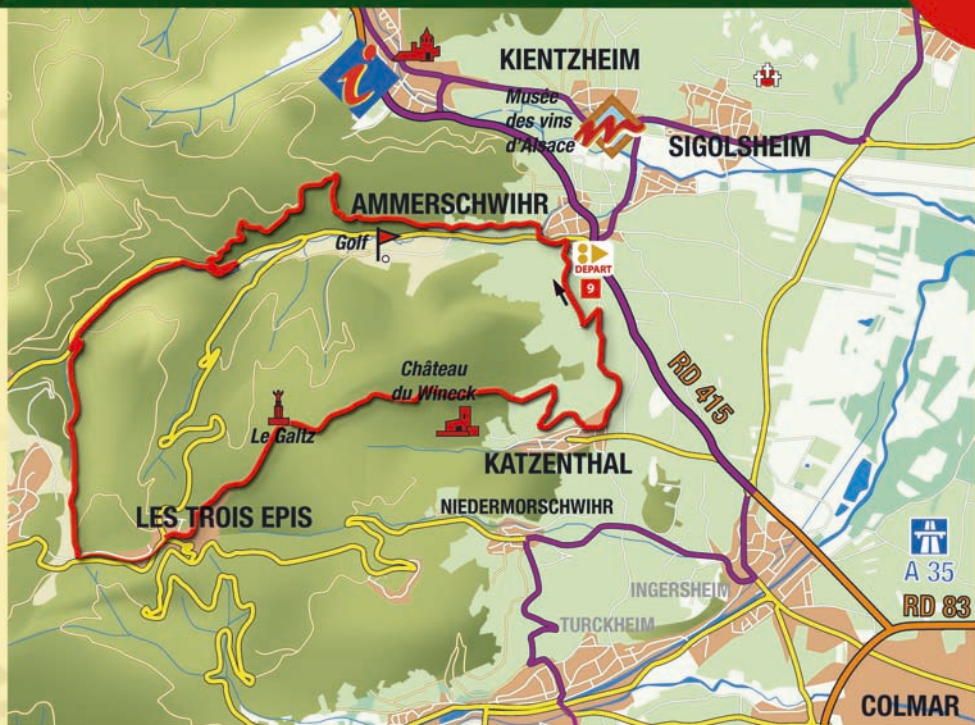 i
KIENTZHEIM
Musée
des vins
d'Alsace
SIGOLSHEIM
AMMERSCHWIHR
Golf
DEPART
9
RD 415
Château
du Wineck
Le Galtz
KATZENTHAL
LES TROIS EPIS
NIEDERMORSCHWIHR
INGERSHEIM
A 35
TURCKHEIM
RD 83
COLMAR